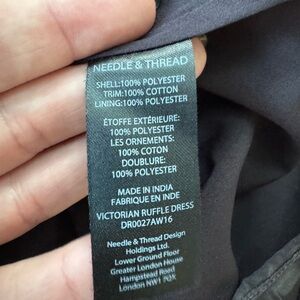 NEEDLE & THREAD
SHELL:100% POLYESTER
TRIM:100% COTTON
LINING:100% POLYESTER
ÉTOFFE EXTÉRIEURE:
100% POLYESTER
LES ORNEMENTS:
100% COTON
DOUBLURE:
100% POLYESTER
MADE IN INDIA
FABRIQUE EN INDE
VICTORIAN RUFFLE DRESS
DR0027AW16
Needle & Thread Design
Holdings Ltd.
Lower Ground Floor
Greater London House
Hampstead Road
London NW1 7QX